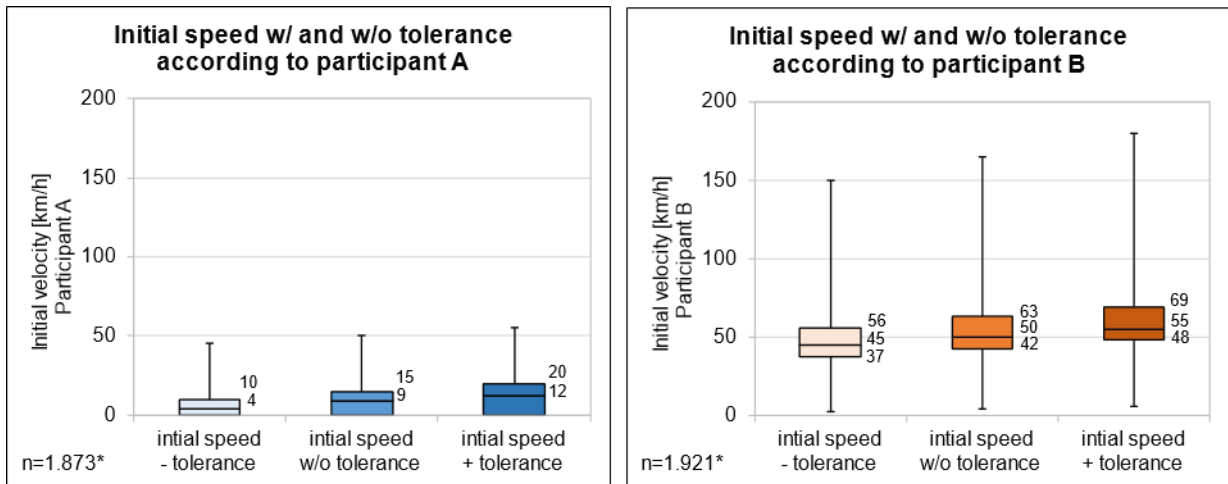 Initial speed w/ and w/o tolerance
according to participant A
Initial velocity [km/h]
Participant A
200
150
100
50
0
10
4
15
9
20
12
intial speed
- tolerance
intial speed
w/o tolerance
intial speed
+ tolerance
n=1.873*
Initial speed w/ and w/o tolerance
according to participant B
Initial velocity [km/h]
Participant B
200
150
100
50
0
56
45
37
63
50
42
69
55
48
intial speed
- tolerance
intial speed
w/o tolerance
intial speed
+ tolerance
n=1.921*